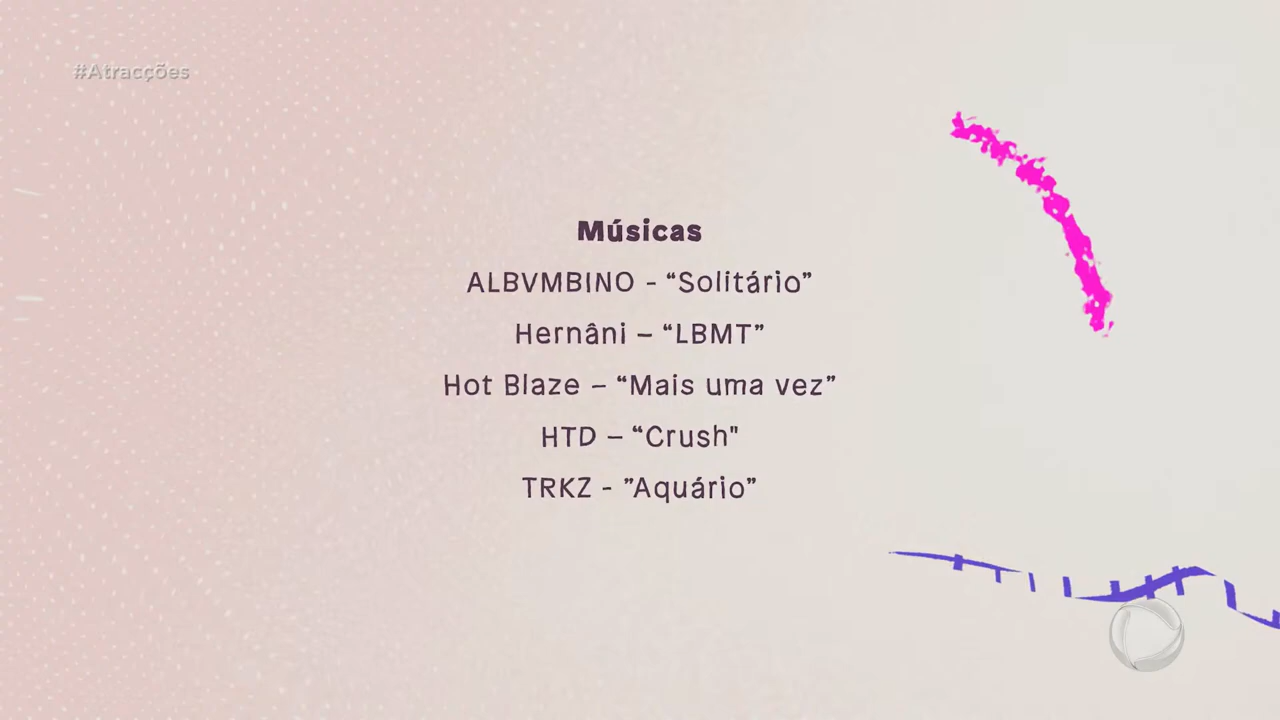 #Atracções
Músicas
ALBVMBINO - “Solitário”
Hernâni – “LBMT”
Hot Blaze – “Mais uma vez”
HTD – “Crush"
TRKZ - ”Aquário”